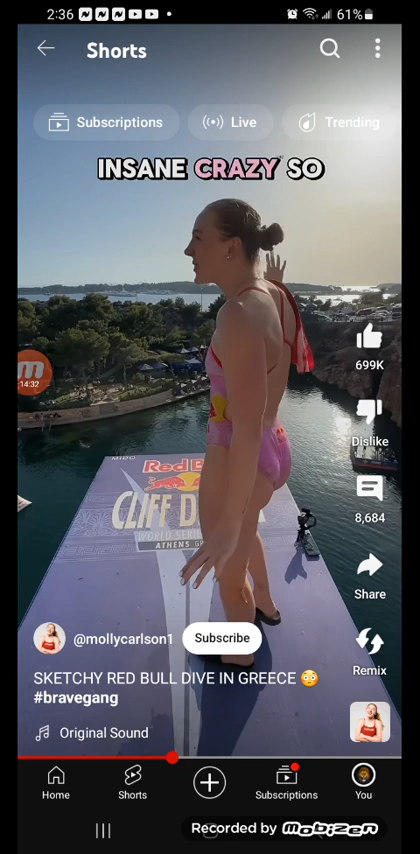 2:36
61%
Shorts
Subscriptions
Live
Trending
INSANE CRAZY SO
14:32
699K
Dislike
8,684
Share
Remix
Red B
CLIFF D
WORLD SERI
ATHENS GR
@mollycarlson1
Subscribe
SKETCHY RED BULL DIVE IN GREECE 😳
#bravegang
Original Sound
Home
Shorts
Subscriptions
You
Recorded by mobizen